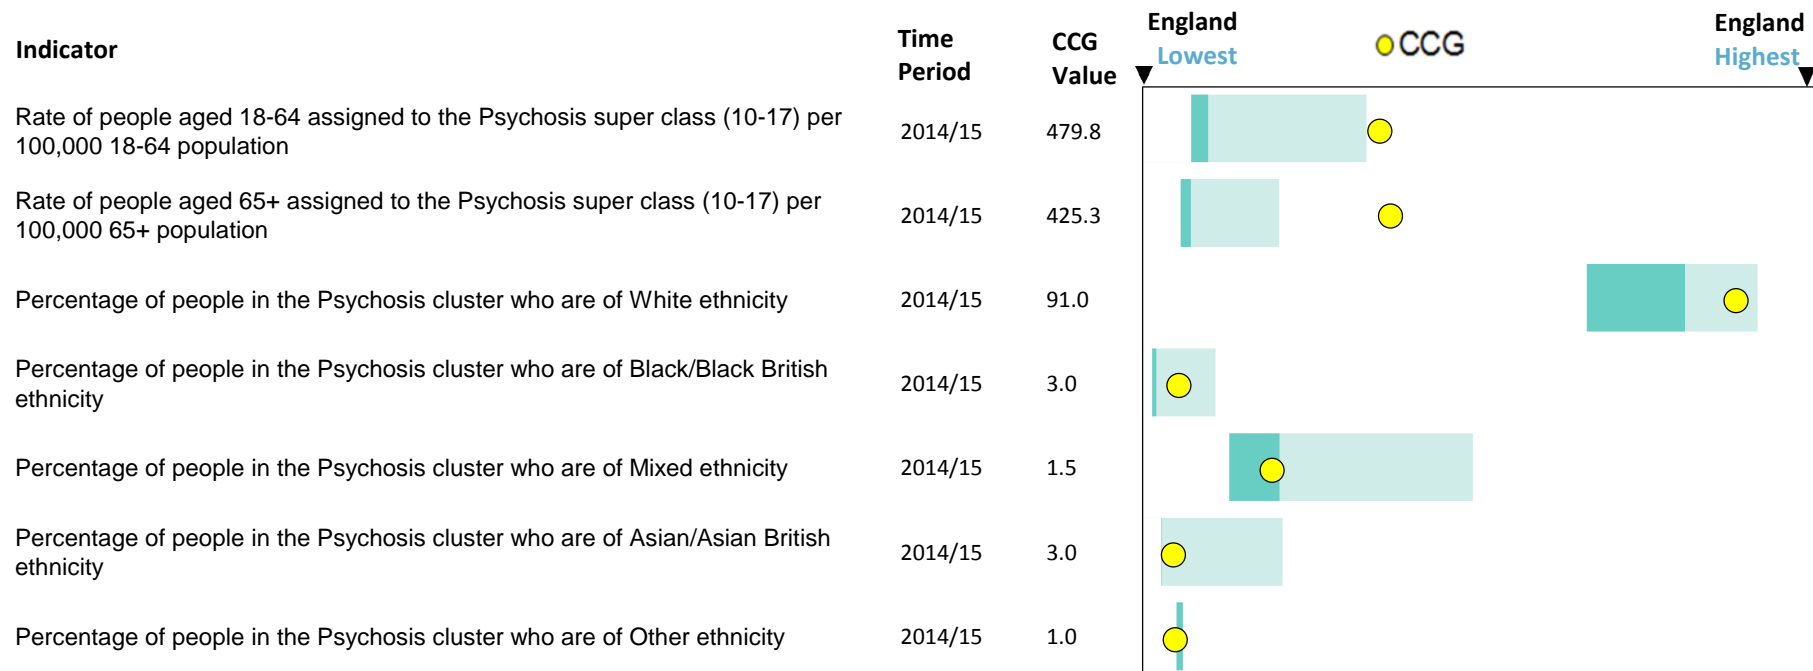 Indicator
Time Period
CCG Value
England Lowest
CCG
England Highest
Rate of people aged 18-64 assigned to the Psychosis super class (10-17) per
100,000 18-64 population
2014/15
479.8
Rate of people aged 65+ assigned to the Psychosis super class (10-17) per
100,000 65+ population
2014/15
425.3
Percentage of people in the Psychosis cluster who are of White ethnicity
2014/15
91.0
Percentage of people in the Psychosis cluster who are of Black/Black British
ethnicity
2014/15
3.0
Percentage of people in the Psychosis cluster who are of Mixed ethnicity
2014/15
1.5
Percentage of people in the Psychosis cluster who are of Asian/Asian British
ethnicity
2014/15
3.0
Percentage of people in the Psychosis cluster who are of Other ethnicity
2014/15
1.0